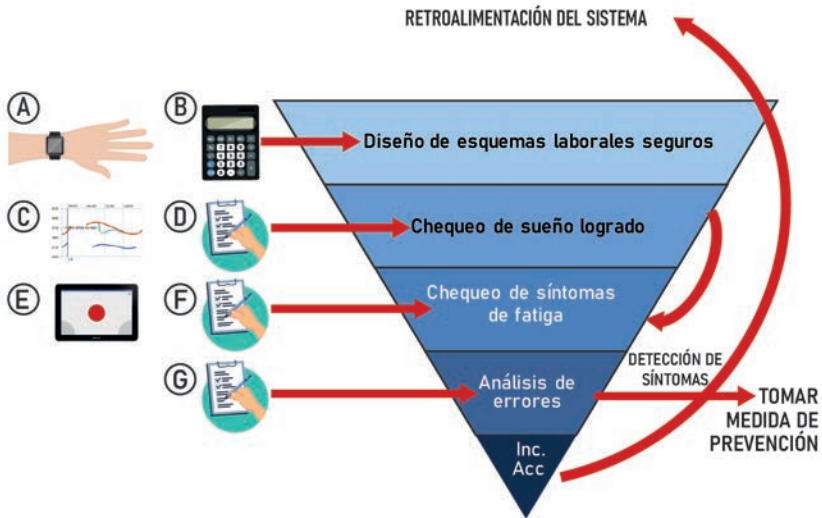 RETROALIMENTACIÓN DEL SISTEMA
A
B
Diseño de esquemas laborales seguros
C
D
Chequeo de sueño logrado
E
F
Chequeo de síntomas
de fatiga
G
Análisis de
errores
DETECCIÓN DE
SÍNTOMAS
TOMAR
MEDIDA DE
PREVENCIÓN
Inc.
Acc